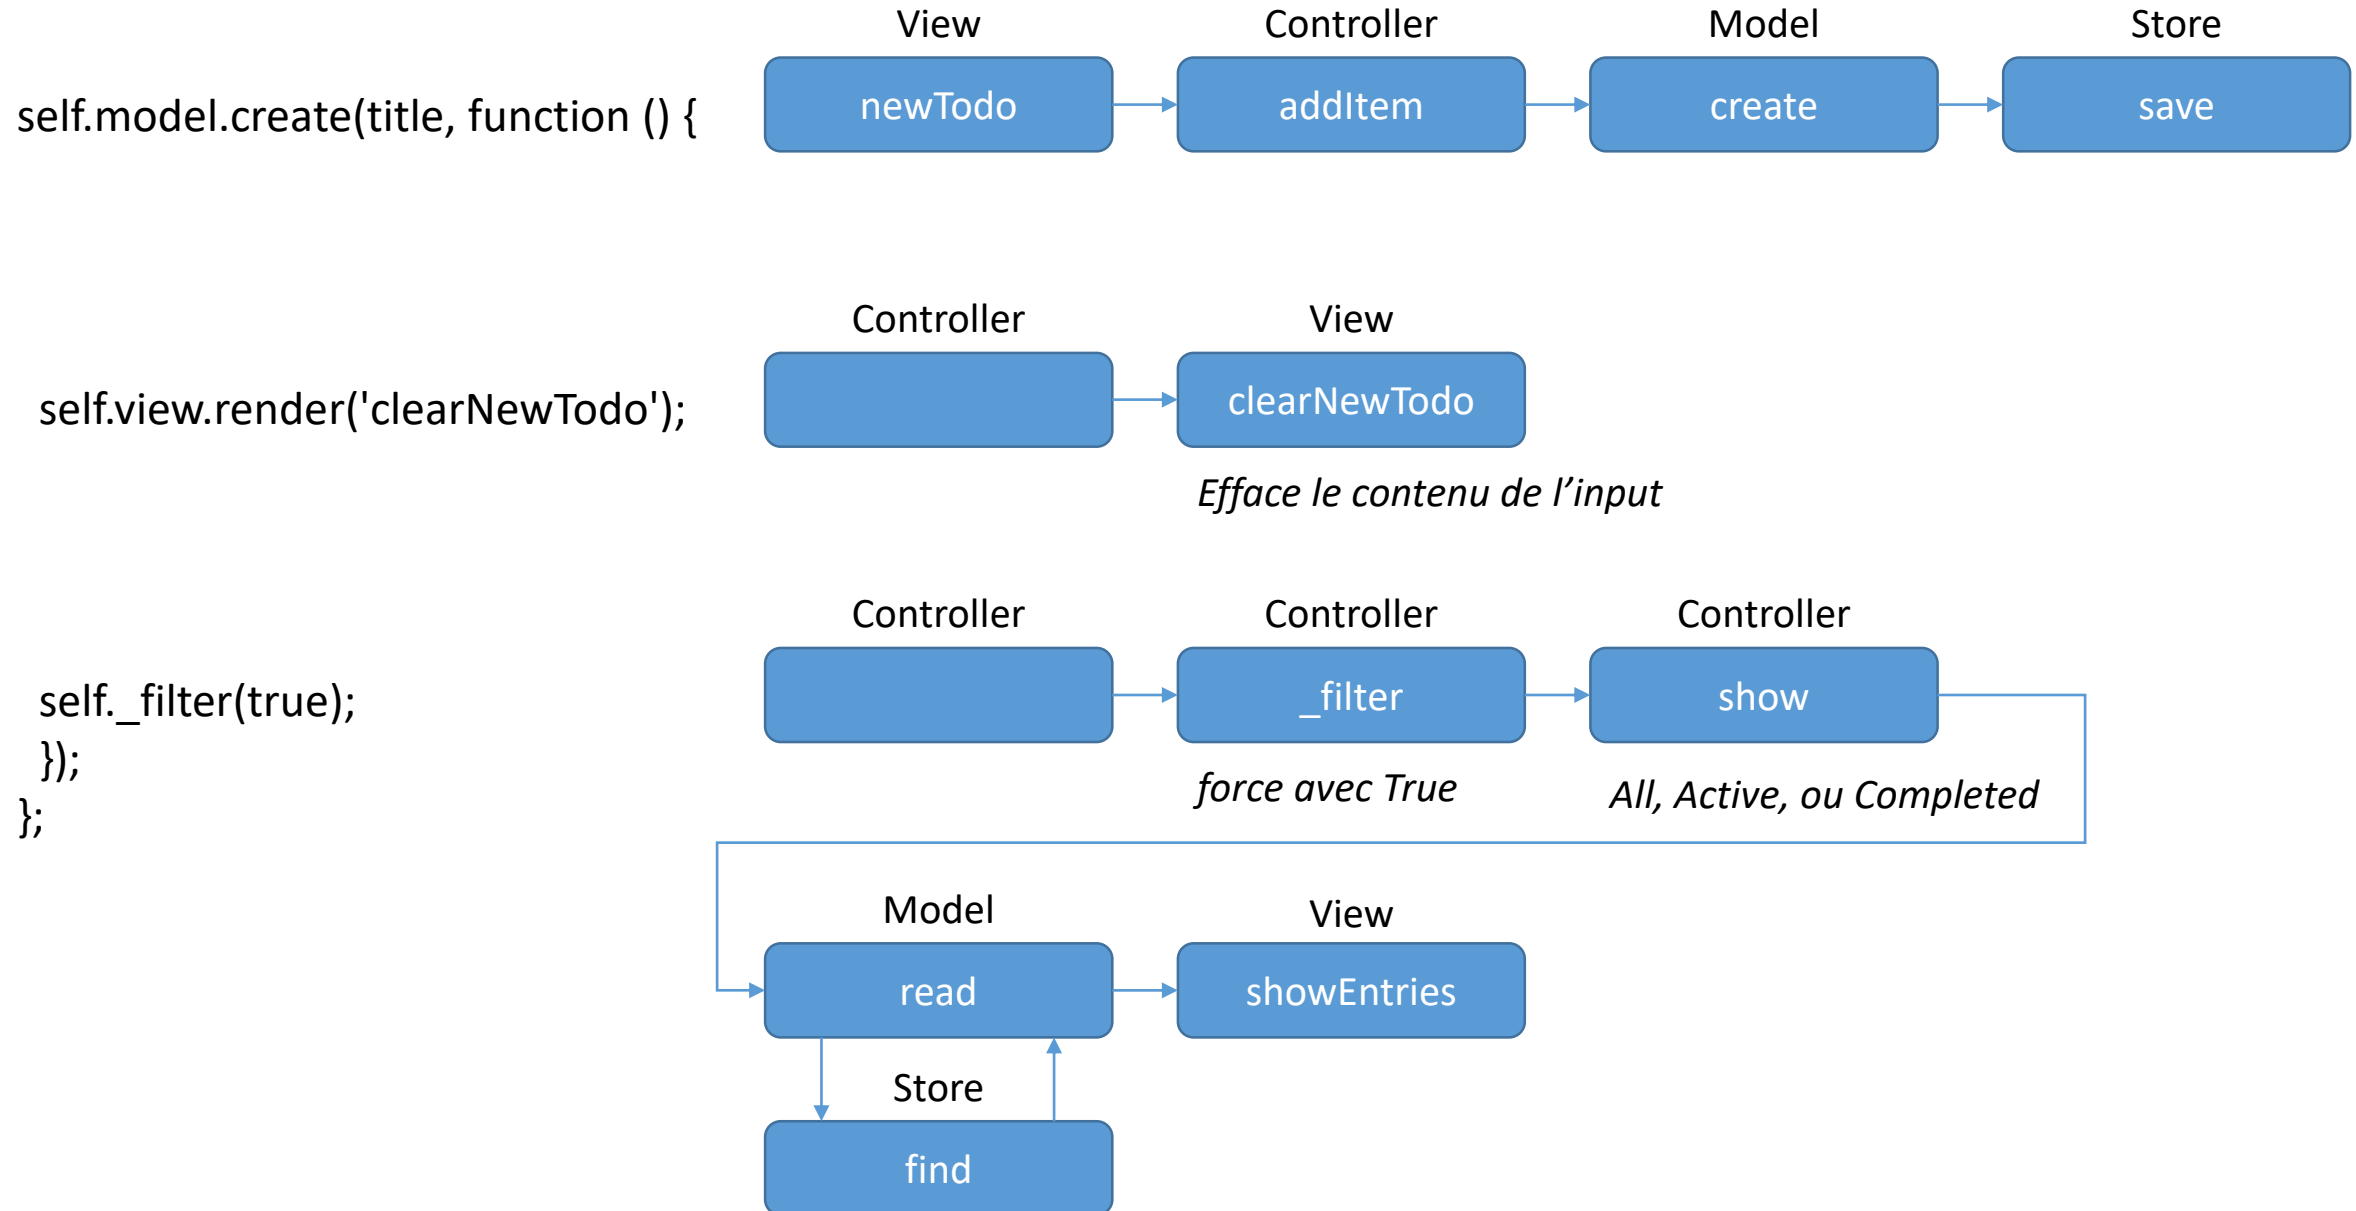 View Controller Model Store
self.model.create(title, function () {
newTodo addItem create save
Controller View
self.view.render('clearNewTodo');
clearNewTodo
Efface le contenu de l’input
Controller Controller Controller
self._filter(true);
_filter show
});
force avec True All, Active, ou Completed
};
Model View
read showEntries
Store
find